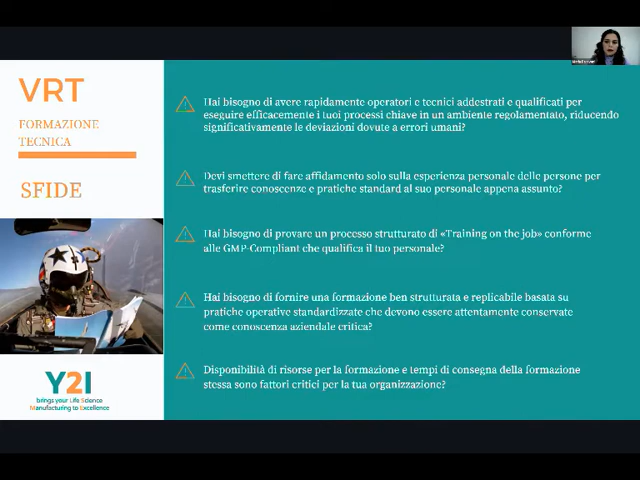 VRT
FORMAZIONE
TECNICA
SFIDE
Y2I
brings your Life Science
Manufacturing to Excellence
Hai bisogno di avere rapidamente operatori e tecnici addestrati e qualificati per
eseguire efficacemente i tuoi processi chiave in un ambiente regolamentato, riducendo
significativamente le deviazioni dovute a errori umani?
Devi smettere di fare affidamento solo sulla esperienza personale delle persone per
trasferire conoscenze e pratiche standard al suo personale appena assunto?
Hai bisogno di provare un processo strutturato di «Training on the job» conforme
alle GMP-Compliant che qualifica il tuo personale?
Hai bisogno di fornire una formazione ben strutturata e replicabile basata su
pratiche operative standardizzate che devono essere attentamente conservate
come conoscenza aziendale critica?
Disponibilità di risorse per la formazione e tempi di consegna della formazione
stessa sono fattori critici per la tua organizzazione?